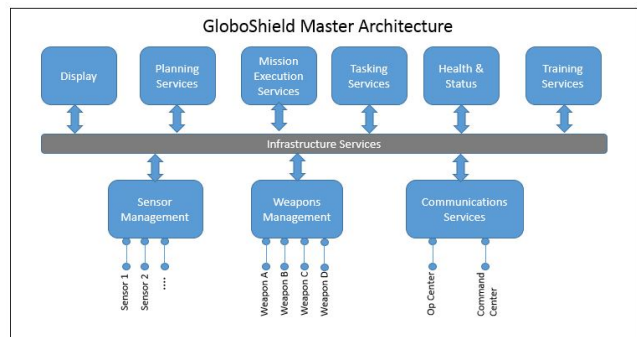 GloboShield Master Architecture
Display
Planning
Services
Mission
Execution
Services
Tasking
Services
Health &
Status
Training
Services
Infrastructure Services
Sensor
Management
Weapons
Management
Communications
Services
Sensor 1
Sensor 2
....
Weapon A
Weapon B
Weapon C
Weapon D
Op Center
Command
Center